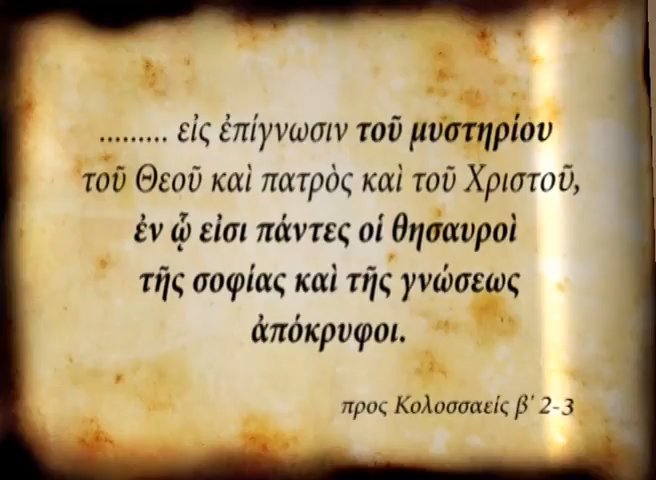 ......... εἰς ἐπίγνωσιν τοῦ μυστηρίου
τοῦ Θεοῦ καὶ πατρὸς καὶ τοῦ Χριστοῦ,
ἐν ᾧ εἰσι πάντες οἱ θησαυροὶ
τῆς σοφίας καὶ τῆς γνώσεως
ἀπόκρυφοι.
προς Κολοσσαείς β' 2-3